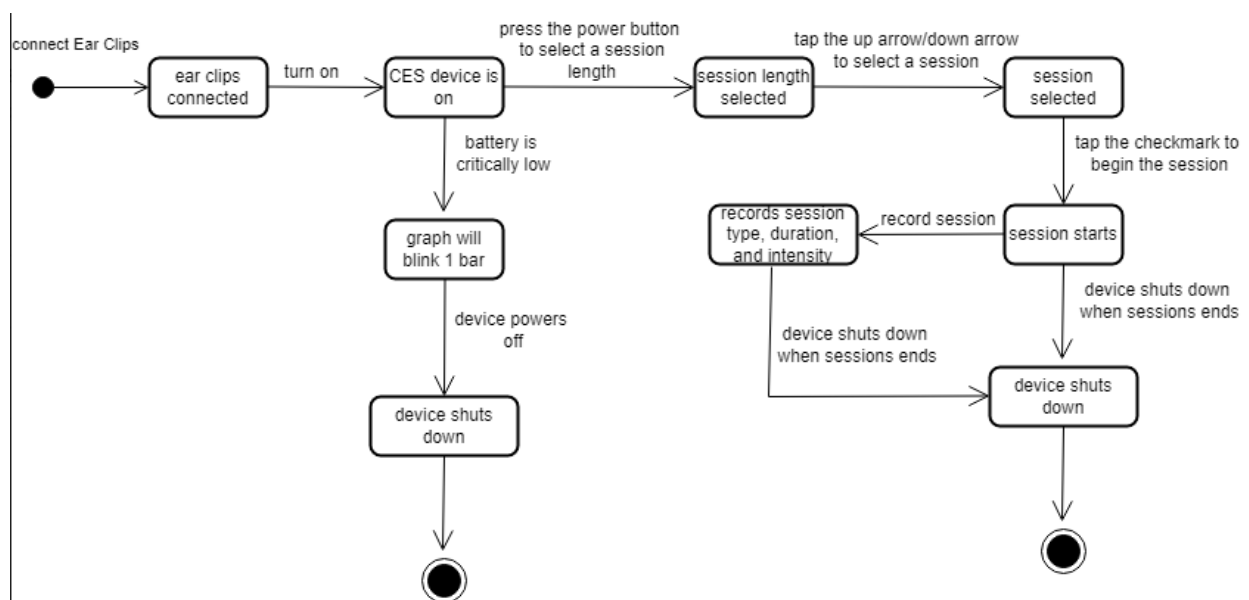 connect Ear Clips
ear clips
connected
turn on
CES device is
on
press the power button
to select a session
length
session length
selected
tap the up arrow/down arrow
to select a session
session
selected
battery is
critically low
tap the checkmark to
begin the session
graph will
blink 1 bar
records session
type, duration,
and intensity
record session
session starts
device powers
off
device shuts down
when sessions ends
device shuts down
when sessions ends
device shuts
down
device shuts
down